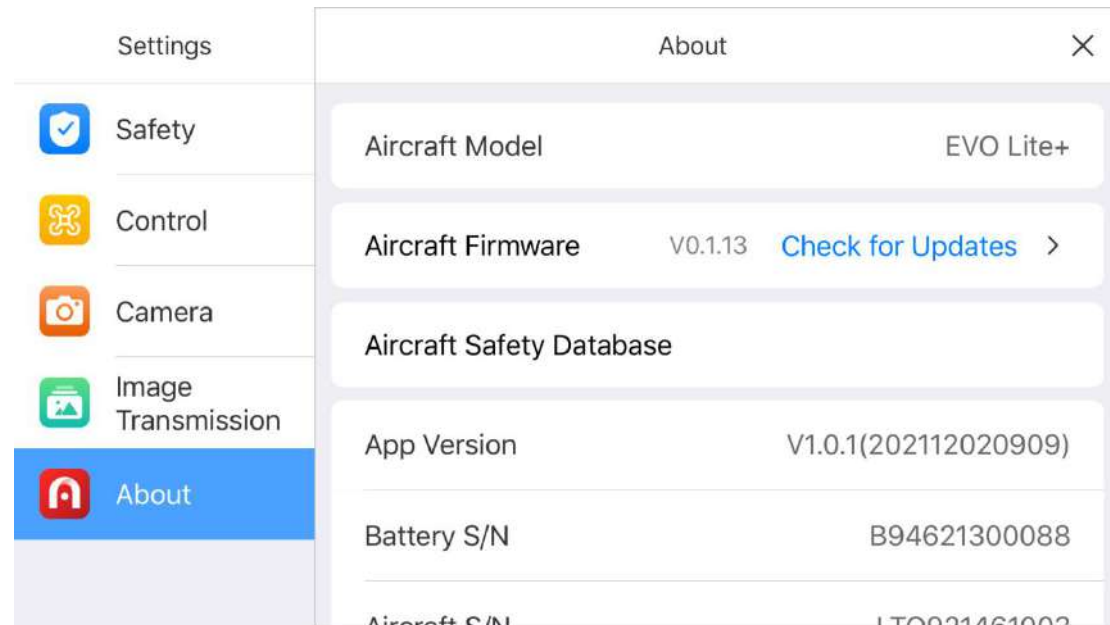 Settings
Safety
Control
Camera
Image
Transmission
About
About
Aircraft Model EVO Lite+
Aircraft Firmware V0.1.13 Check for Updates
Aircraft Safety Database
App Version V1.0.1(202112020909)
Battery S/N B94621300088
Aircraft S/N